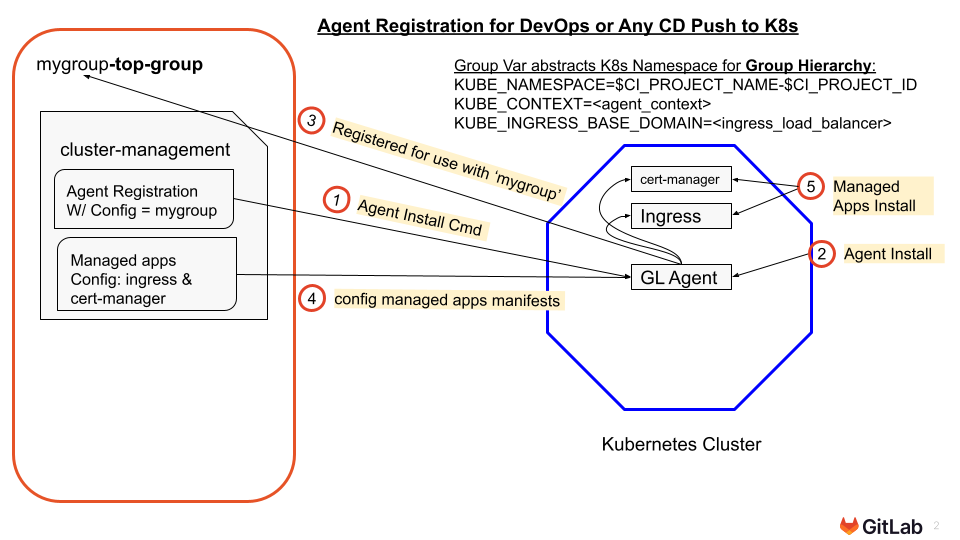 Agent Registration for DevOps or Any CD Push to K8s
mygroup-top-group
Group Var abstracts K8s Namespace for Group Hierarchy:
KUBE_NAMESPACE=$CI_PROJECT_NAME-$CI_PROJECT_ID
KUBE_CONTEXT=<agent_context>
KUBE_INGRESS_BASE_DOMAIN=<ingress_load_balancer>
cluster-management
Agent Registration
W/ Config = mygroup
Managed apps
Config: ingress &
cert-manager
3
Registered for use with ‘mygroup’
1
Agent Install Cmd
4
config managed apps manifests
cert-manager
Ingress
GL Agent
5
Managed
Apps Install
2
Agent Install
Kubernetes Cluster
GitLab
2